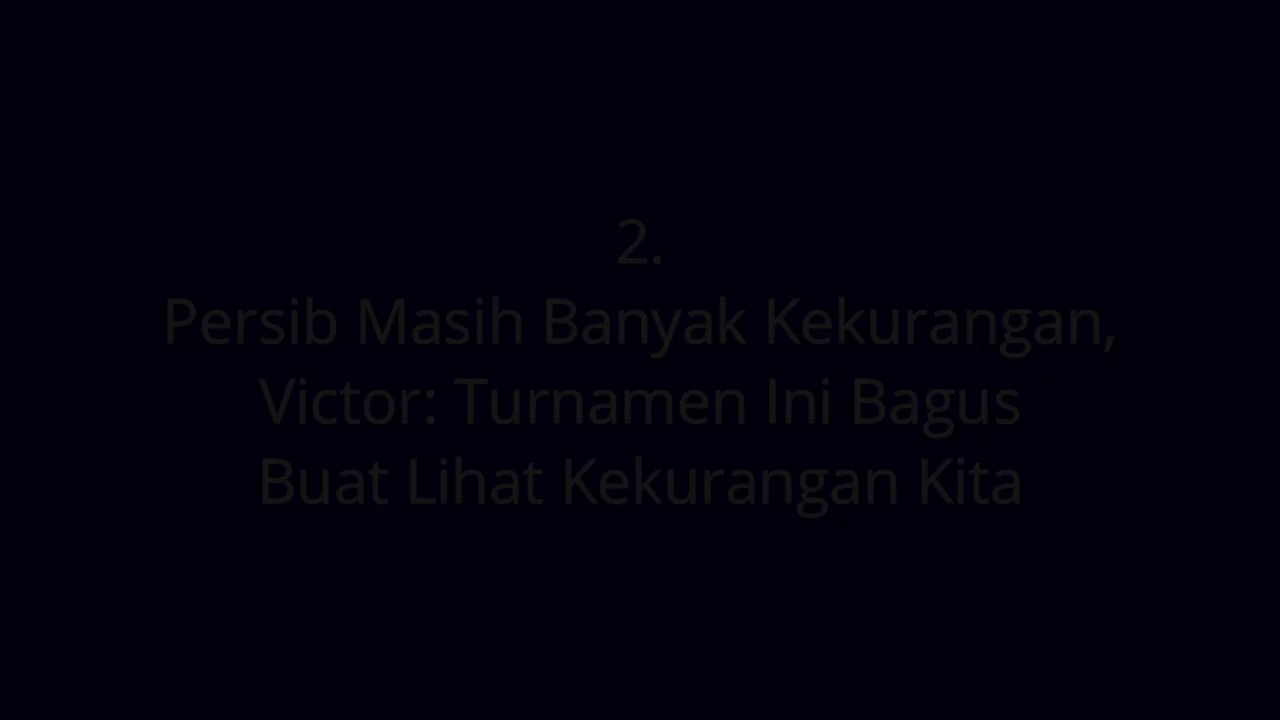 2.
Persib Masih Banyak Kekurangan,
Victor: Turnamen Ini Bagus
Buat Lihat Kekurangan Kita